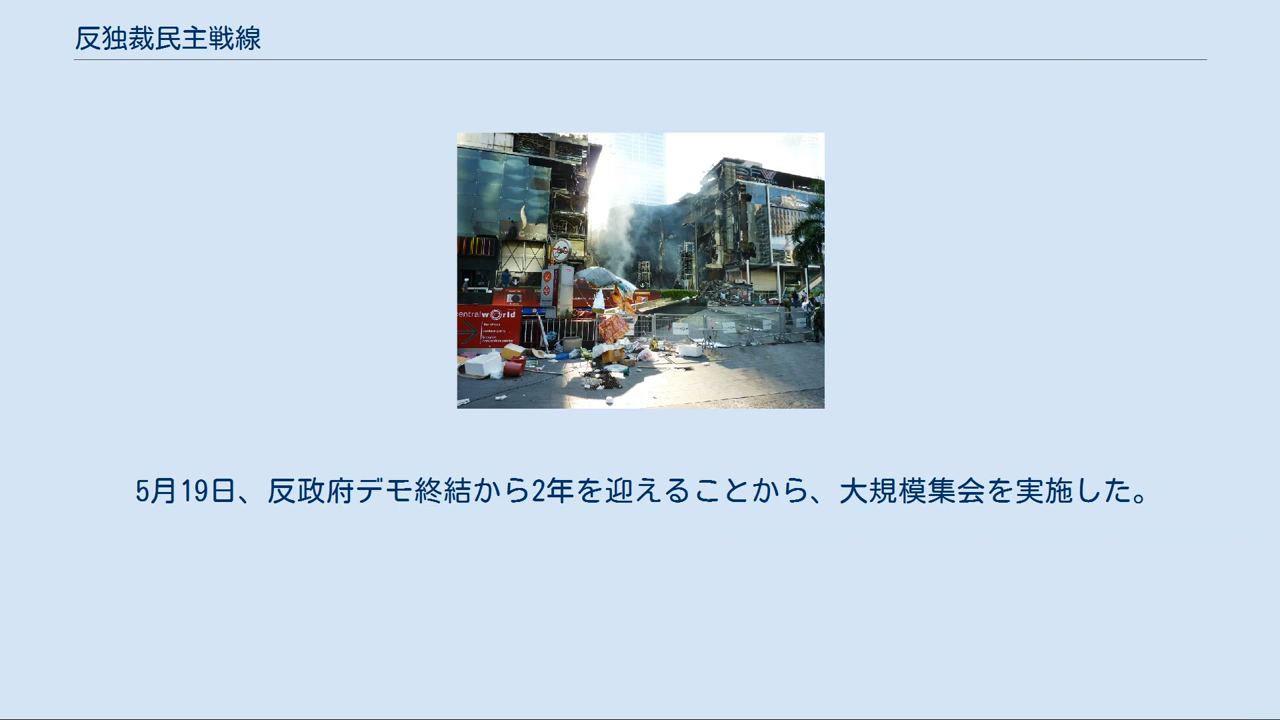 反独裁民主戦線
entralw rld
5月19日、反政府デモ終結から2年を迎えることから、大規模集会を実施した。